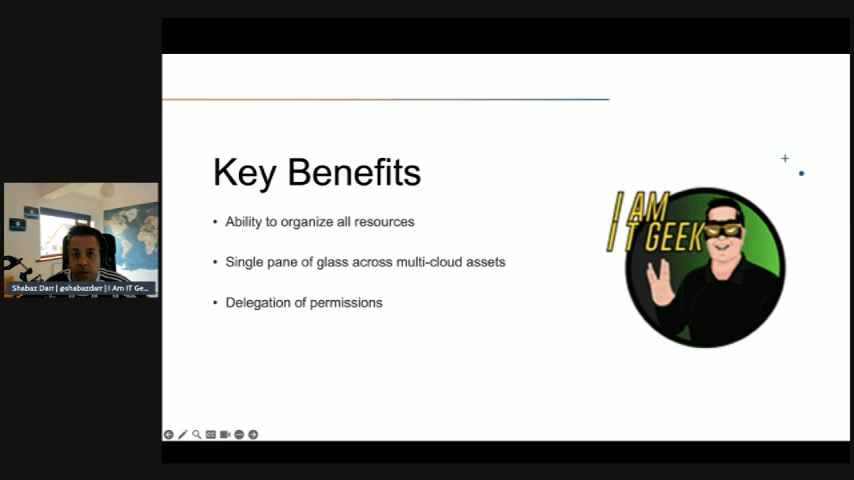 Key Benefits
• Ability to organize all resources
• Single pane of glass across multi-cloud assets
• Delegation of permissions
I AM
IT GEEK
Shabaz Darr | @shabazdarr | I Am IT Ge...